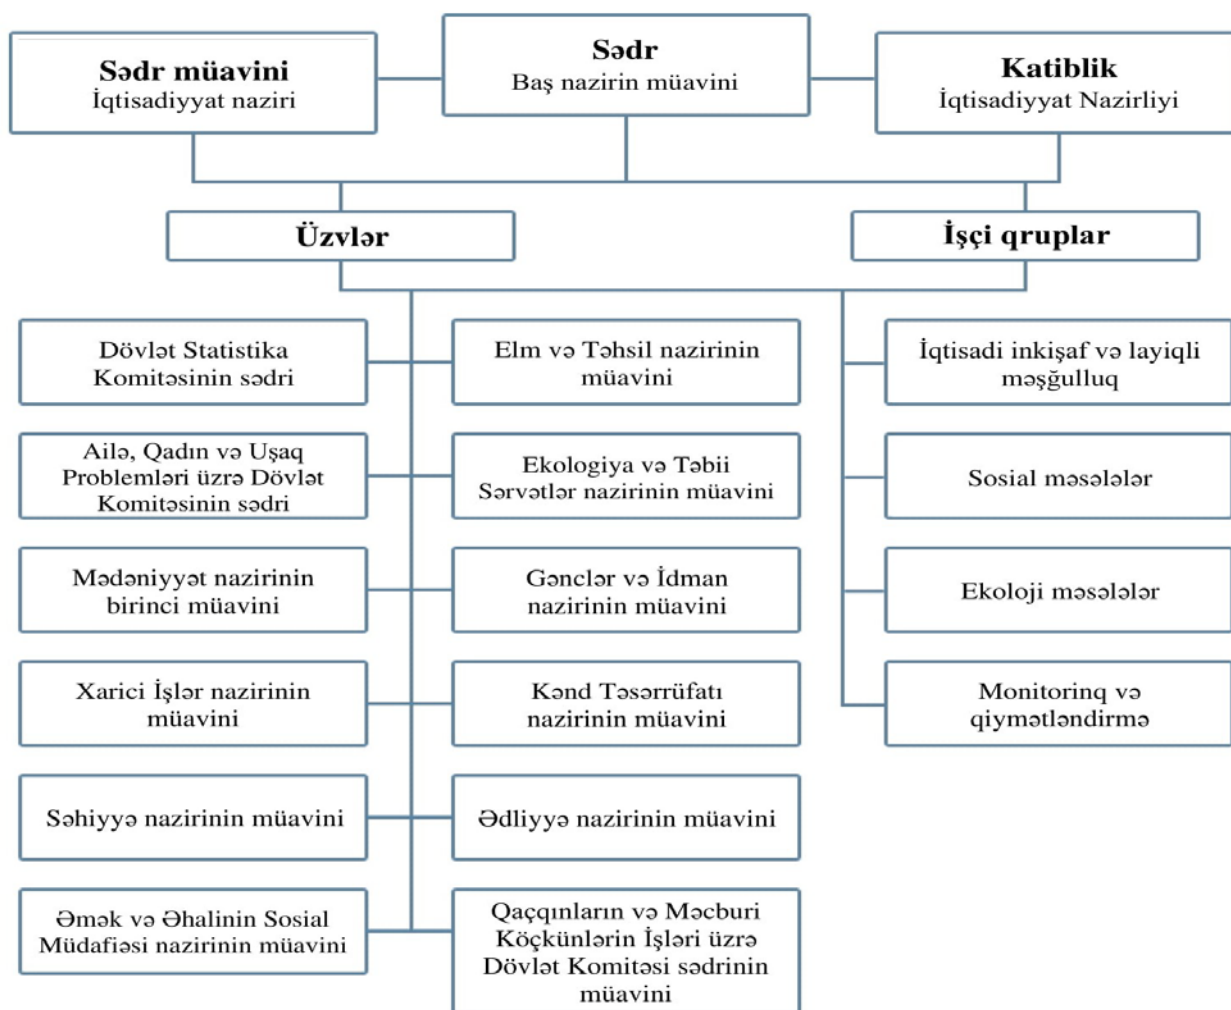 Sədr müavini
İqtisadiyyat naziri
Sədr
Baş nazirin müavini
Katiblik
İqtisadiyyat Nazirliyi
Üzvlər
İşçi qruplar
Dövlət Statistika
Komitəsinin sədri
Elm və Təhsil nazirinin
müavini
İqtisadi inkişaf və layiqli
məşğulluq
Ailə, Qadın və Uşaq
Problemləri üzrə Dövlət
Komitəsinin sədri
Ekologiya və Təbii
Sərvətlər nazirinin müavini
Sosial məsələlər
Mədəniyyət nazirinin
birinci müavini
Gənclər və İdman
nazirinin müavini
Ekoloji məsələlər
Xarici İşlər nazirinin
müavini
Kənd Təsərrüfatı
nazirinin müavini
Monitorinq və
qiymətləndirmə
Səhiyyə nazirinin müavini
Ədliyyə nazirinin müavini
Əmək və Əhalinin Sosial
Müdafiəsi nazirinin müavini
Qaçqınların və Məcburi
Köçkünlərin İşləri üzrə
Dövlət Komitəsi sədrinin
müavini